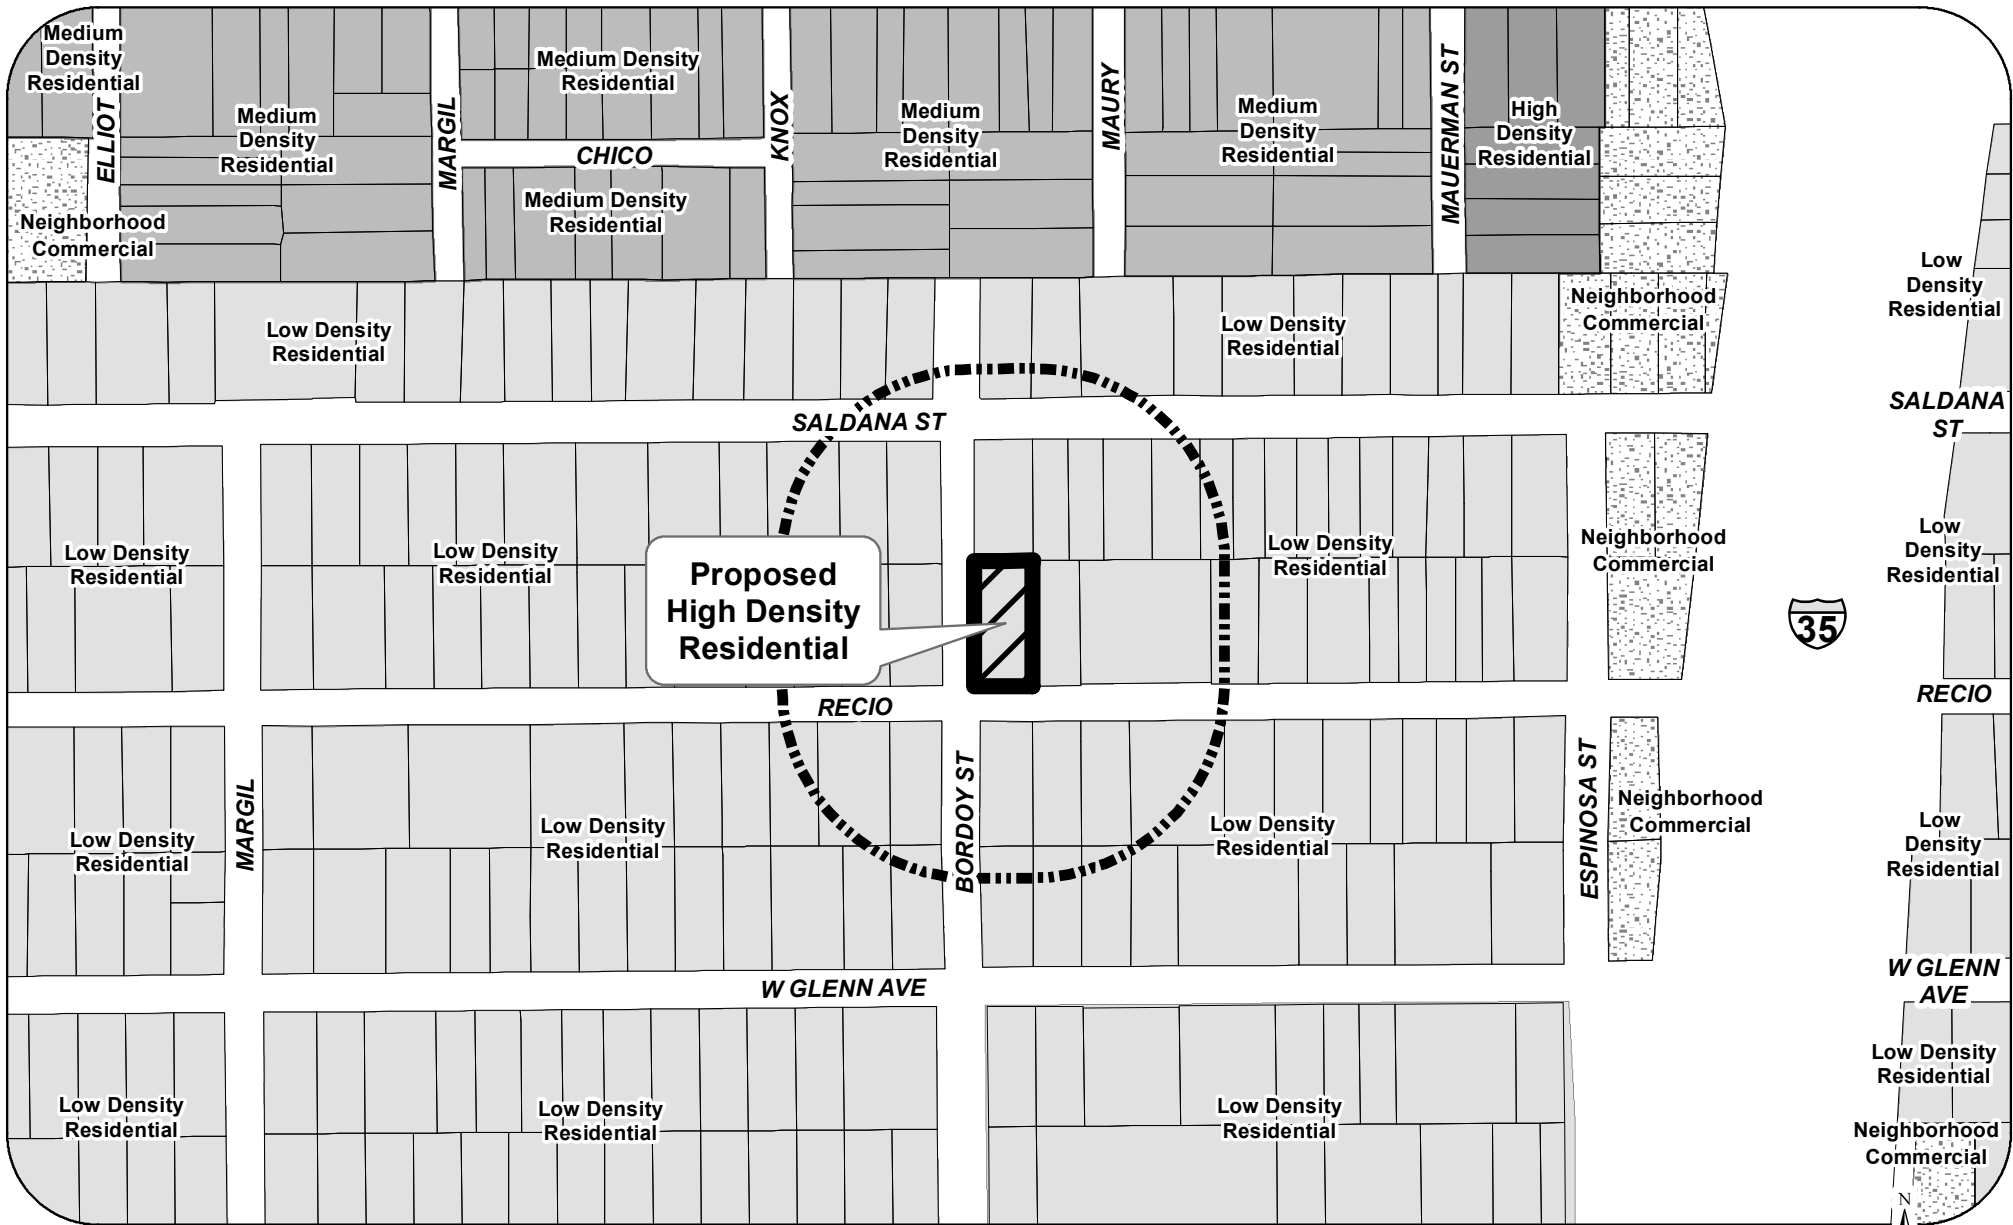 Medium
Density
Residential
ELLIOT
Medium
Density
Residential
MARGIL
Medium Density
Residential
CHICO
Medium Density
Residential
KNOX
Medium
Density
Residential
MAURY
Medium
Density
Residential
MAUERMAN ST
High
Density
Residential
Neighborhood
Commercial
Low Density
Residential
Low Density
Residential
Neighborhood
Commercial
Low
Density
Residential
SALDANA ST
SALDANA
ST
Low Density
Residential
Low Density
Residential
Proposed
High Density
Residential
Low Density
Residential
Neighborhood
Commercial
Low
Density
Residential
35
RECIO
RECIO
Low Density
Residential
MARGIL
Low Density
Residential
BORDOY ST
Low Density
Residential
ESPINOSA ST
Neighborhood
Commercial
Low
Density
Residential
W GLENN AVE
W GLENN
AVE
Low Density
Residential
Low Density
Residential
Low Density
Residential
Low Density
Residential
Neighborhood
Commercial
N